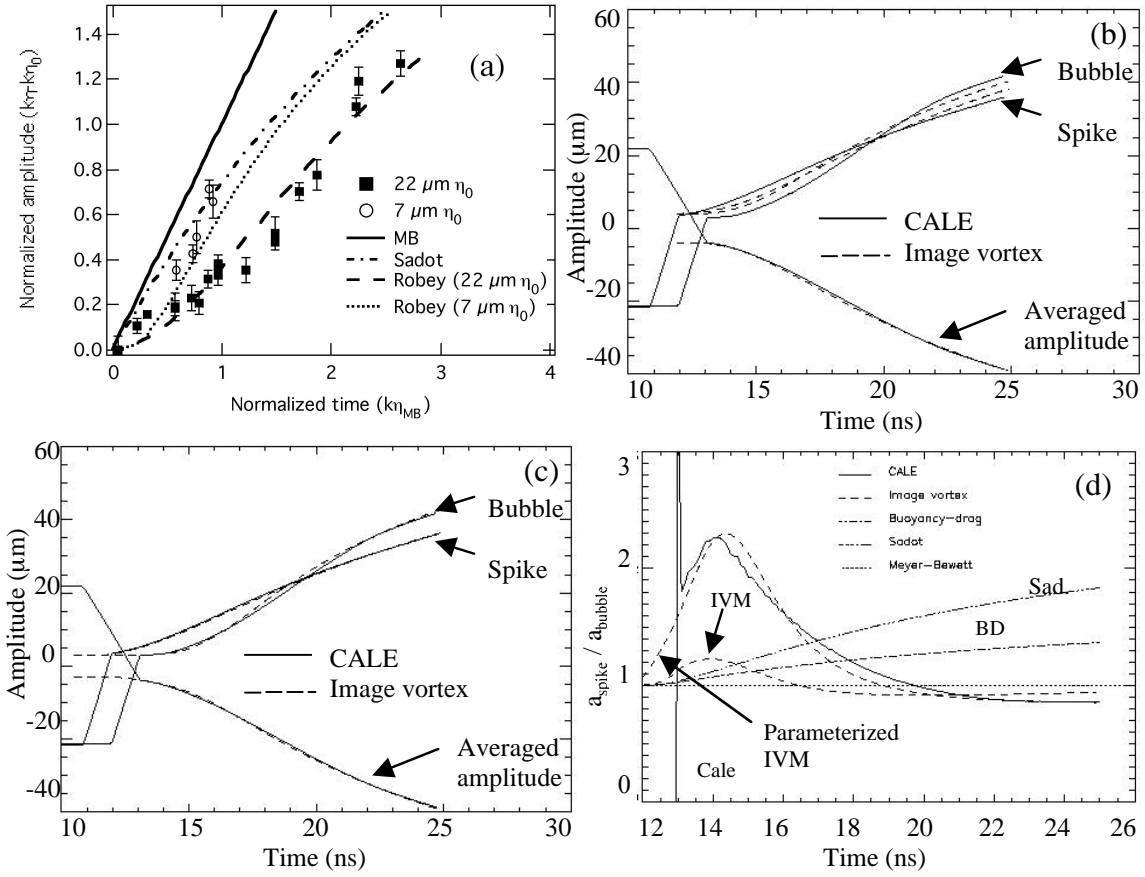 (a)
Normalized amplitude (kη-kη0)
1.4
1.2
1.0
0.8
0.6
0.4
0.2
0.0
22 μm η0
7 μm η0
MB
Sadot
Robey (22 μm η0)
Robey (7 μm η0)
0 1 2 3 4
Normalized time (kηMB)
(b)
Amplitude (μm)
60
40
20
0
-20
-40
Bubble
Spike
CALE
Image vortex
Averaged
amplitude
10 15 20 25 30
Time (ns)
(c)
Amplitude (μm)
60
40
20
0
-20
-40
Bubble
Spike
CALE
Image vortex
Averaged
amplitude
10 15 20 25 30
Time (ns)
(d)
aspike / abubble
3
2
1
0
CALE
Image vortex
Buoyancy-drag
Sadot
Meyer-Bewett
IVM
Sad.
BD
Parameterized
IVM
Cale
12 14 16 18 20 22 24 26
Time (ns)